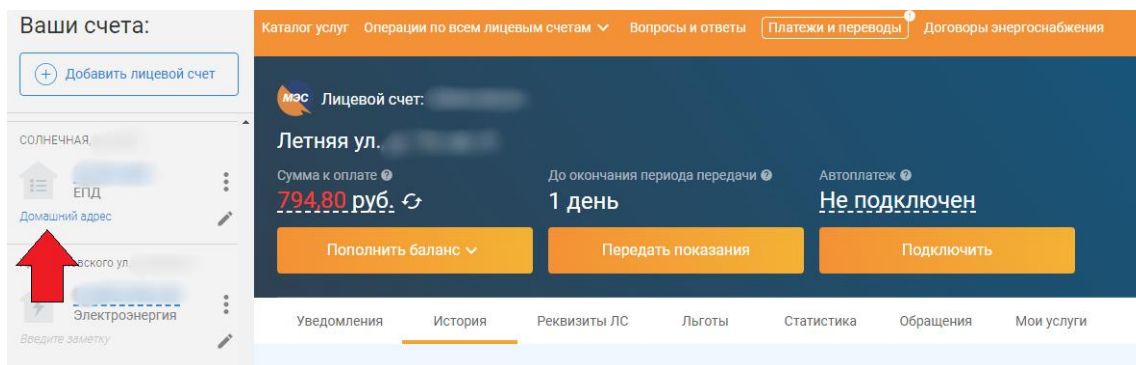 Ваши счета:
Добавить лицевой счет
СОЛНЕЧНАЯ,
ЕПД
Домашний адрес
вского ул.
Электроэнергия
Введите заметку
Каталог услуг Операции по всем лицевым счетам Вопросы и ответы Платежи и переводы Договоры энергоснабжения
мэс Лицевой счет:
Летняя ул.
Сумма к оплате До окончания периода передачи Автоплатеж
794,80 руб. 1 день Не подключен
Пополнить баланс Передать показания Подключить
Уведомления История Реквизиты ЛС Льготы Статистика Обращения Мои услуги